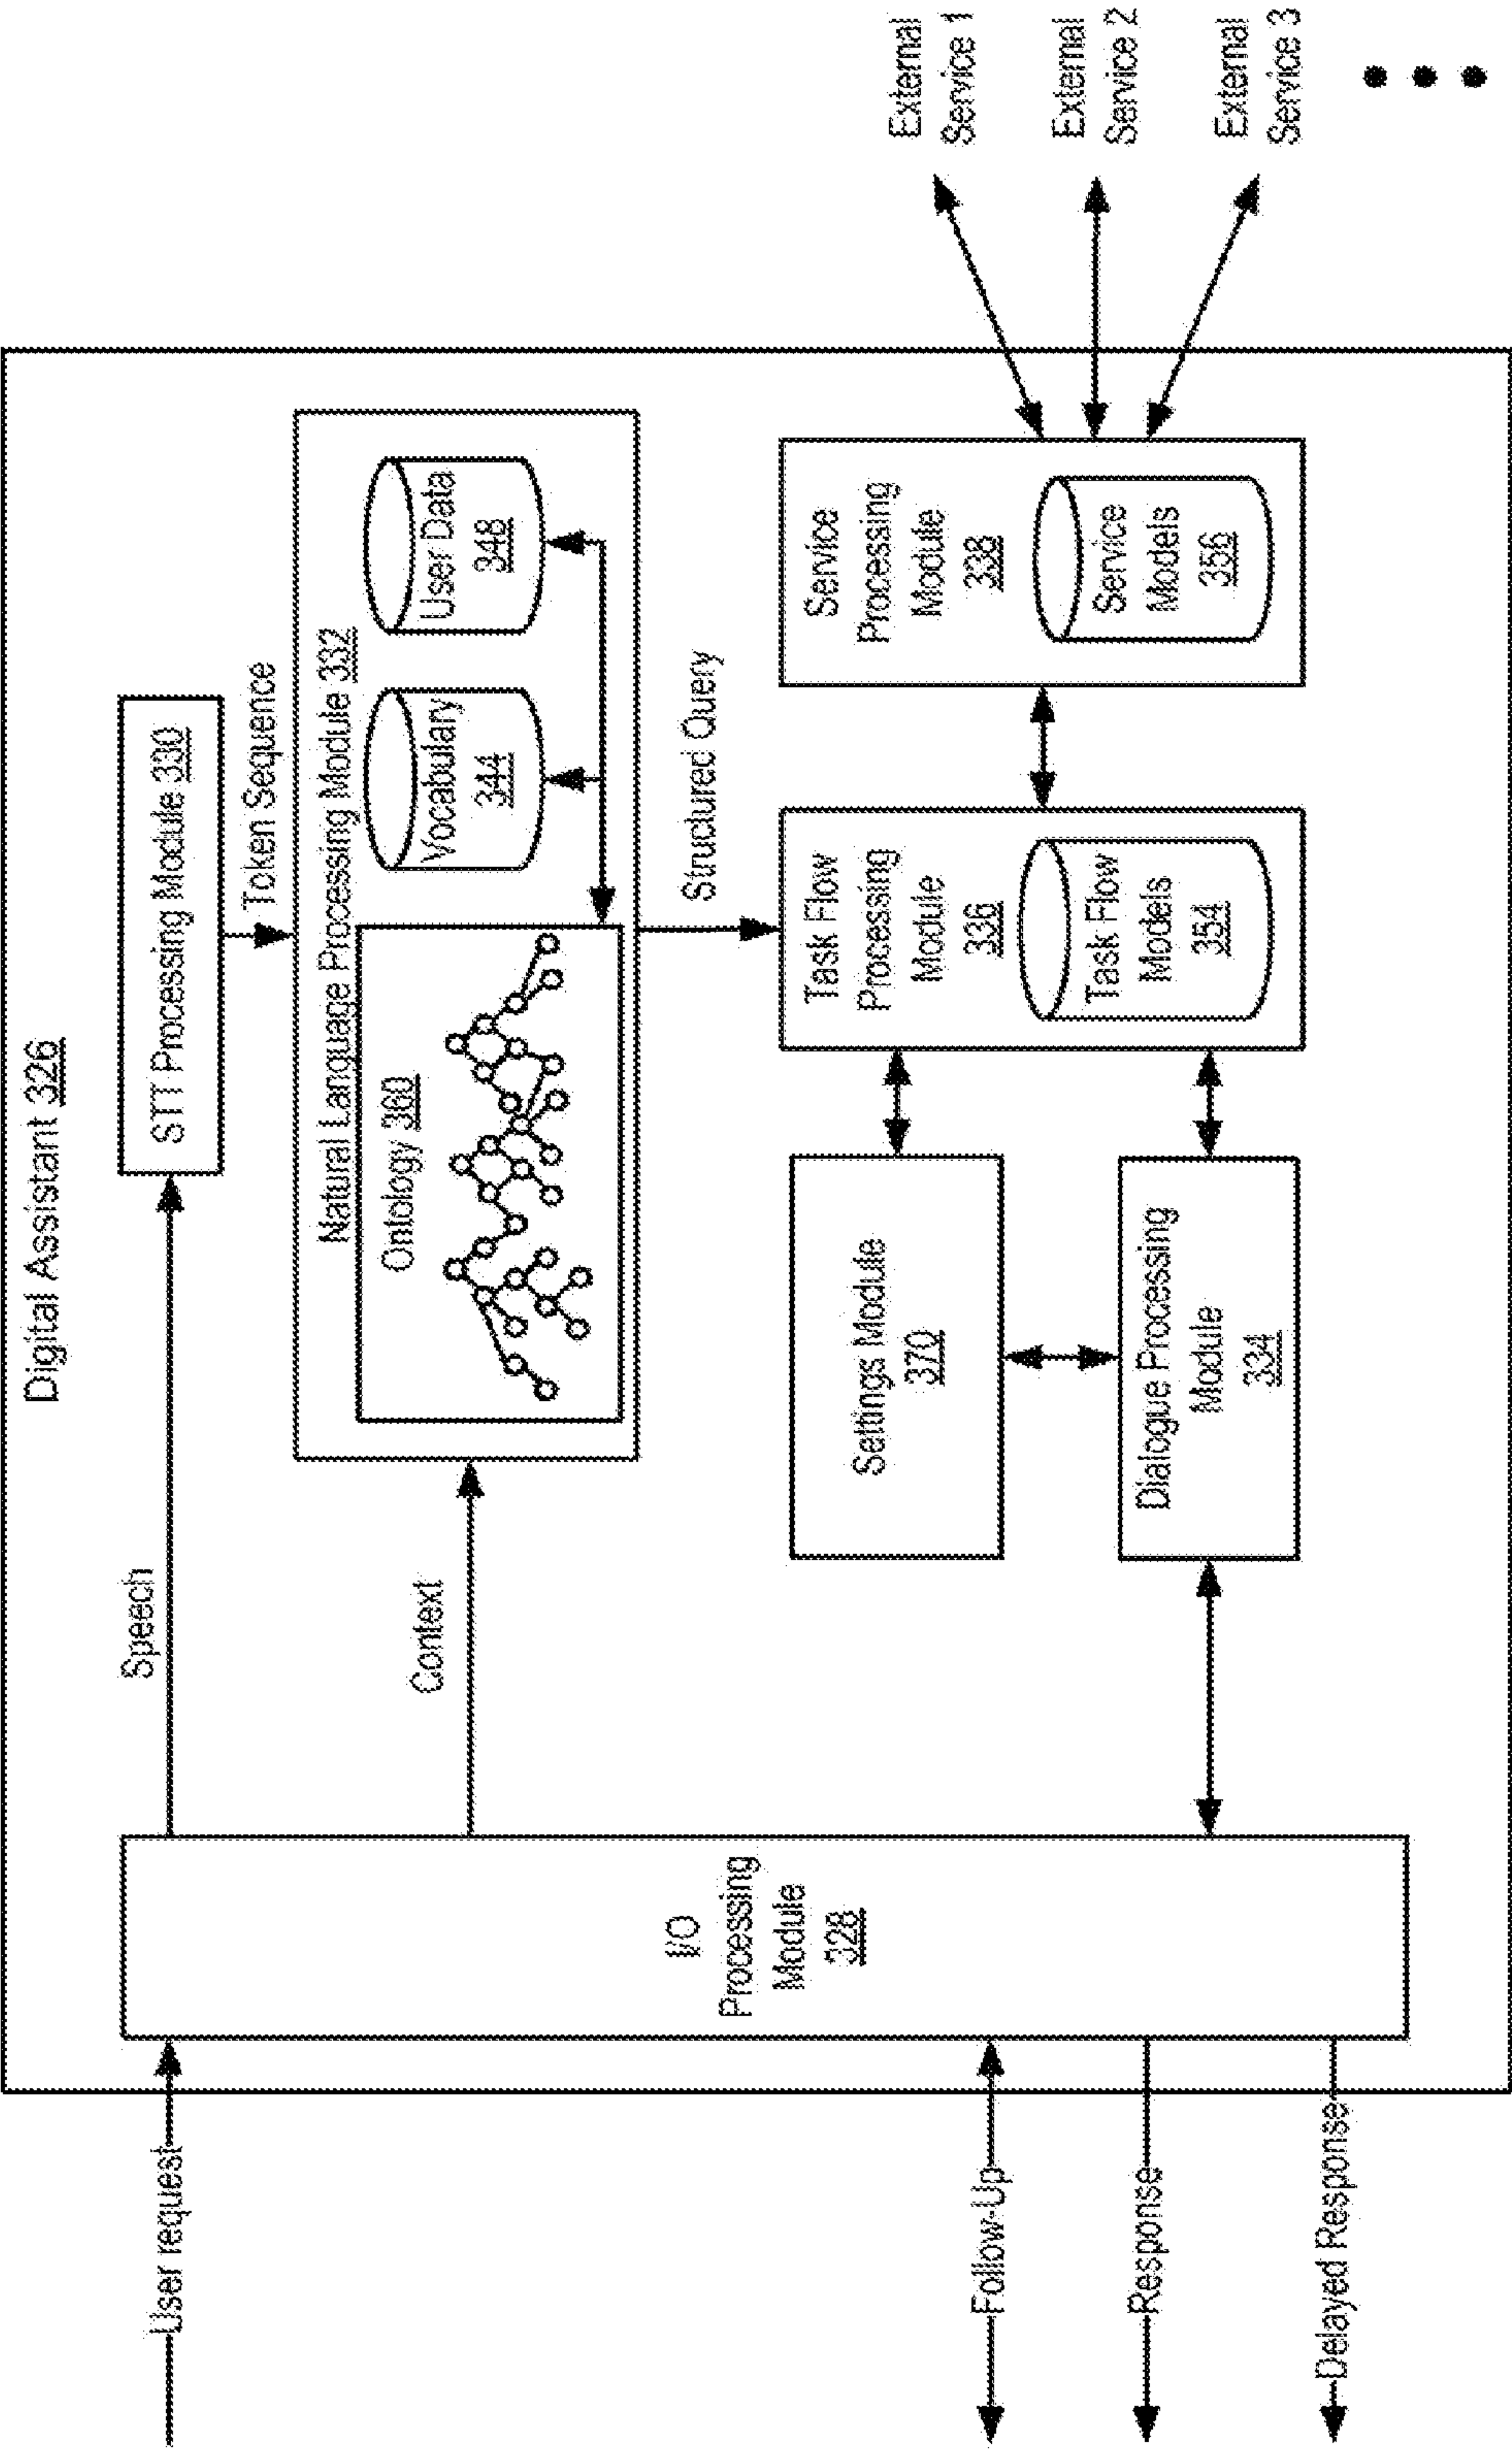 Digital Assistant 326
User request
Speech
STT Processing Module 330
Token Sequence
Context
Natural Language Processing Module 332
Ontology 360
Vocabulary
344
User Data
348
Structured Query
I/O
Processing
Module
328
Settings Module
370
Dialogue Processing
Module
334
Task Flow
Processing
Module
336
Task Flow
Models
354
Service
Processing
Module
338
Service
Models
356
External
Service 1
External
Service 2
External
Service 3
Follow-Up
Response
Delayed Response